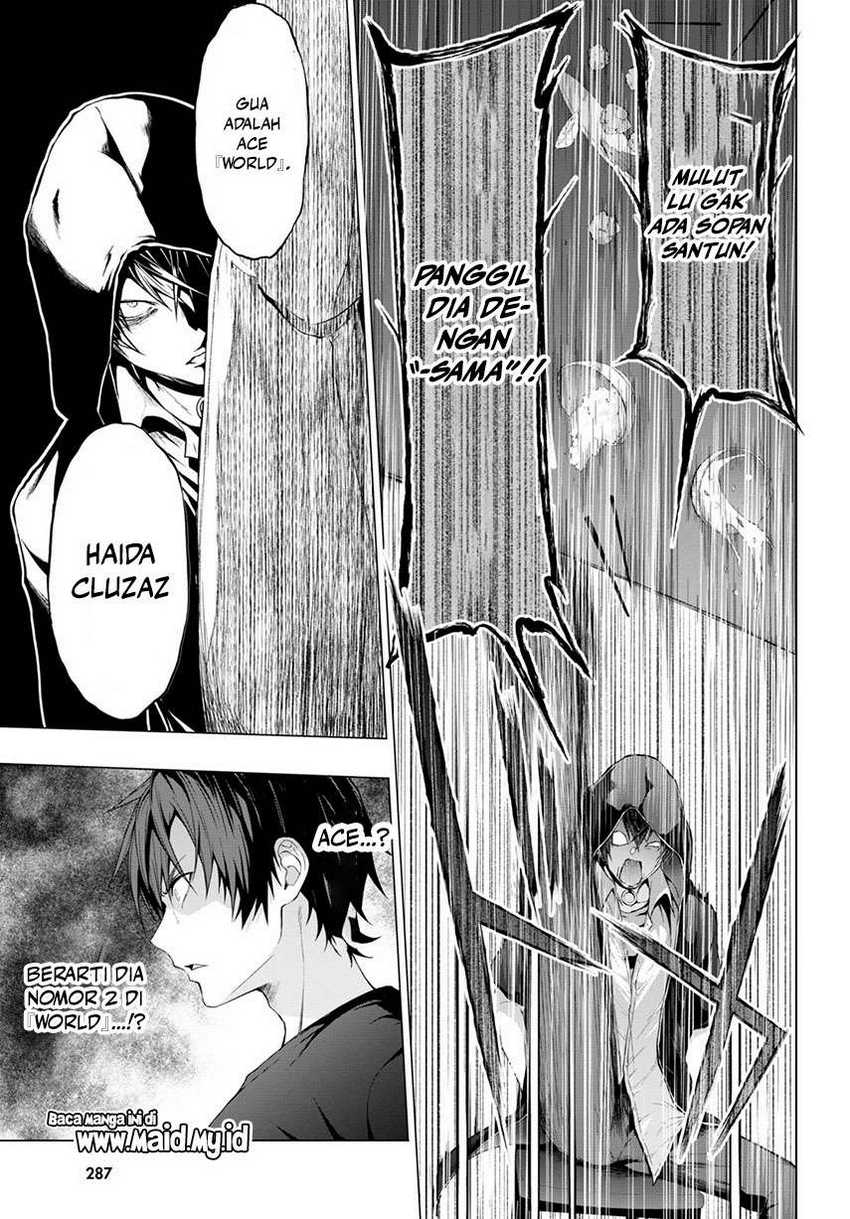 MULUT
LU GAK
ADA SOPAN
SANTUN!
PANGGIL
DIA DE-
NGAN
"-SAMA"!!
GUA
ADALAH
ACE
『WORLD』.
HAIDA
CLUZAZ
ACE...?
BERARTI DIA
NOMOR 2 DI
『WORLD』...!?
Baca Manga ini di
www.Maid.My.id
287